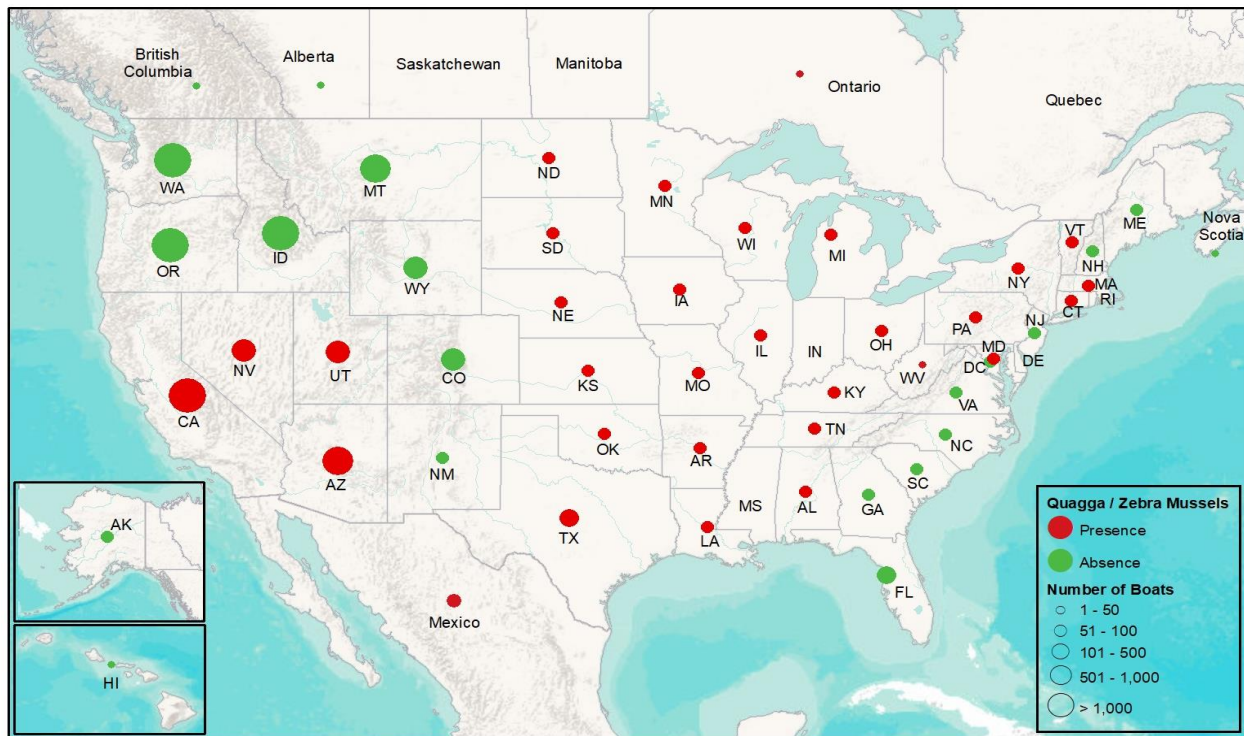 British
Columbia
Alberta
Saskatchewan
Manitoba
Ontario
Quebec
WA
MT
ND
MN
OR
ID
WY
SD
WI
MI
NY
VT
NH
ME
Nova
Scotia
MA
RI
CT
NE
IA
IL
IN
OH
PA
NJ
MD
DC
DE
NV
UT
CO
KS
MO
KY
WV
VA
CA
AZ
NM
OK
AR
TN
NC
SC
TX
LA
MS
AL
GA
FL
Mexico
AK
HI
Quagga / Zebra Mussels
Presence
Absence
Number of Boats
1 - 50
51 - 100
101 - 500
501 - 1,000
> 1,000